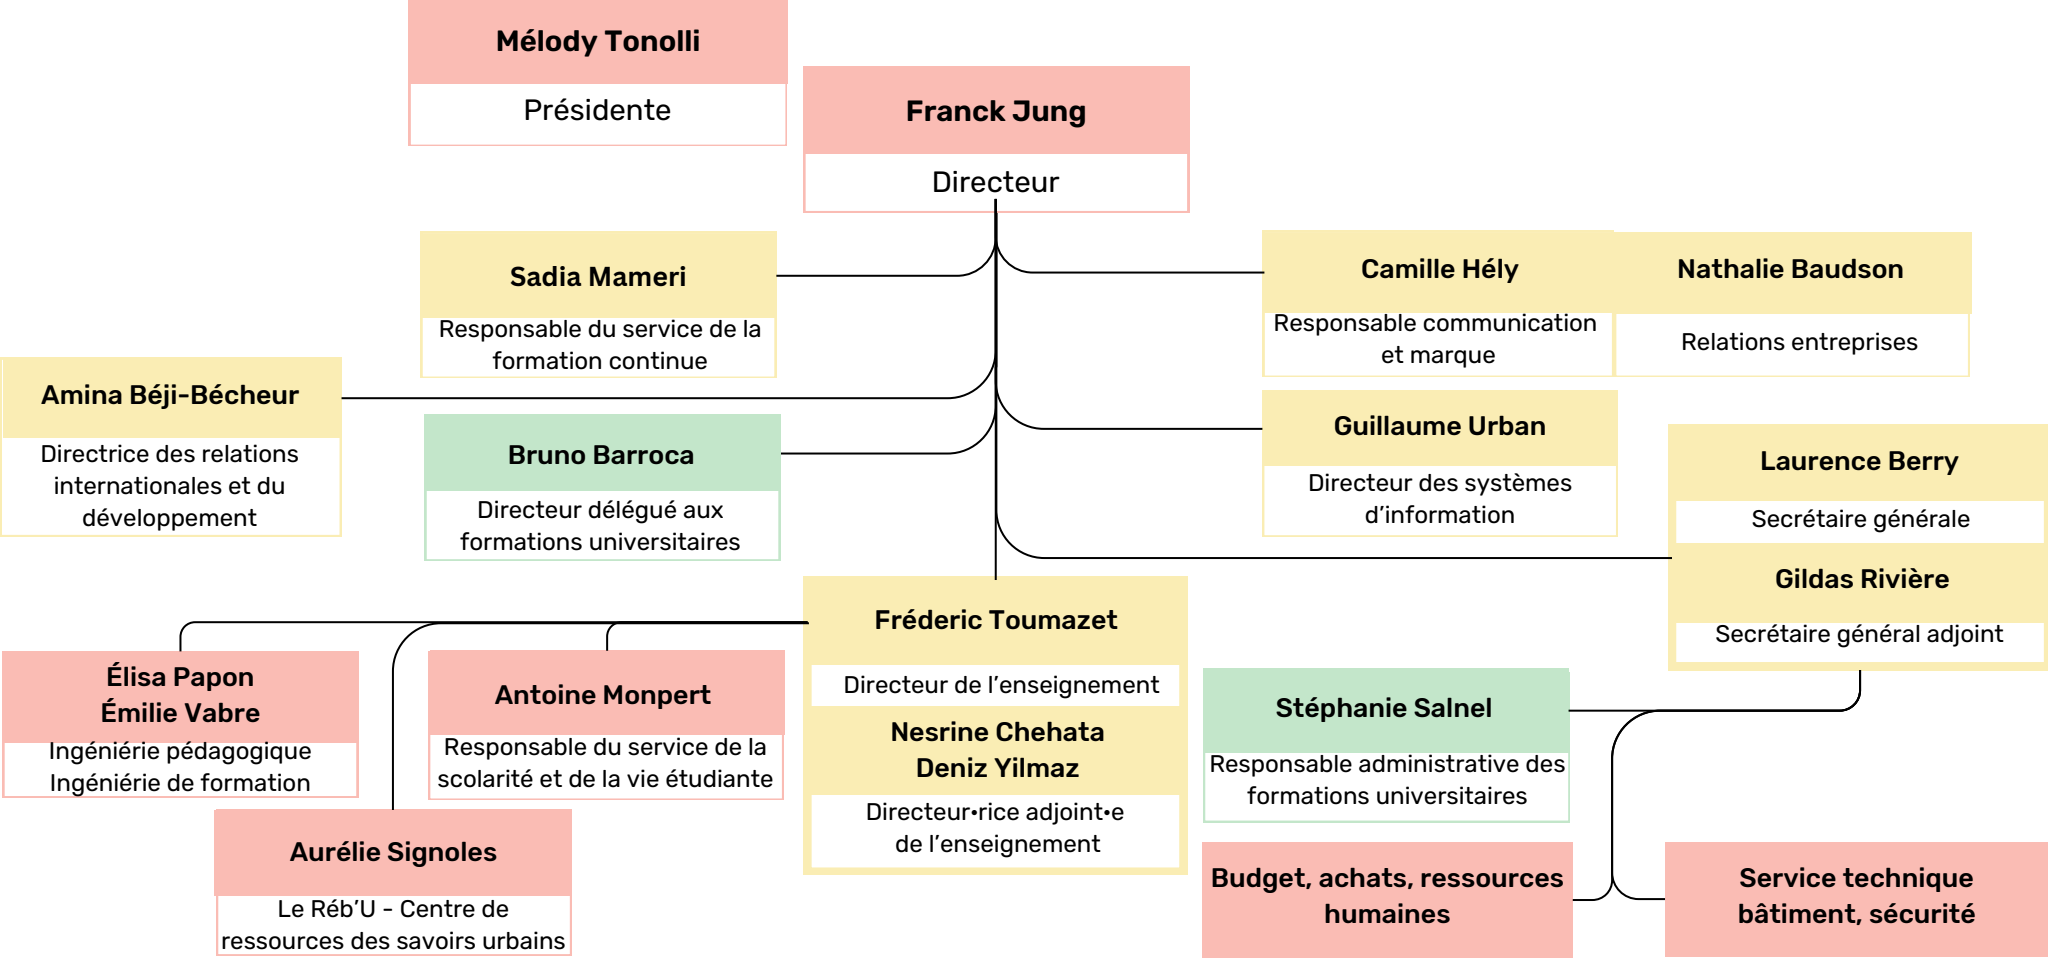 Mélody Tonolli
Présidente
Franck Jung
Directeur
Sadia Mameri
Responsable du service de la
formation continue
Camille Hély
Responsable communication
et marque
Nathalie Baudson
Relations entreprises
Amina Béji-Bécheur
Directrice des relations
internationales et du
développement
Bruno Barroca
Directeur délégué aux
formations universitaires
Guillaume Urban
Directeur des systèmes
d’information
Laurence Berry
Secrétaire générale
Gildas Rivière
Secrétaire général adjoint
Fréderic Toumazet
Directeur de l’enseignement
Nesrine Chehata
Deniz Yilmaz
Directeur•rice adjoint•e
de l’enseignement
Élisa Papon
Émilie Vabre
Ingéniérie pédagogique
Ingéniérie de formation
Antoine Monpert
Responsable du service de la
scolarité et de la vie étudiante
Stéphanie Salnel
Responsable administrative des
formations universitaires
Aurélie Signoles
Le Réb’U - Centre de
ressources des savoirs urbains
Budget, achats, ressources
humaines
Service technique
bâtiment, sécurité